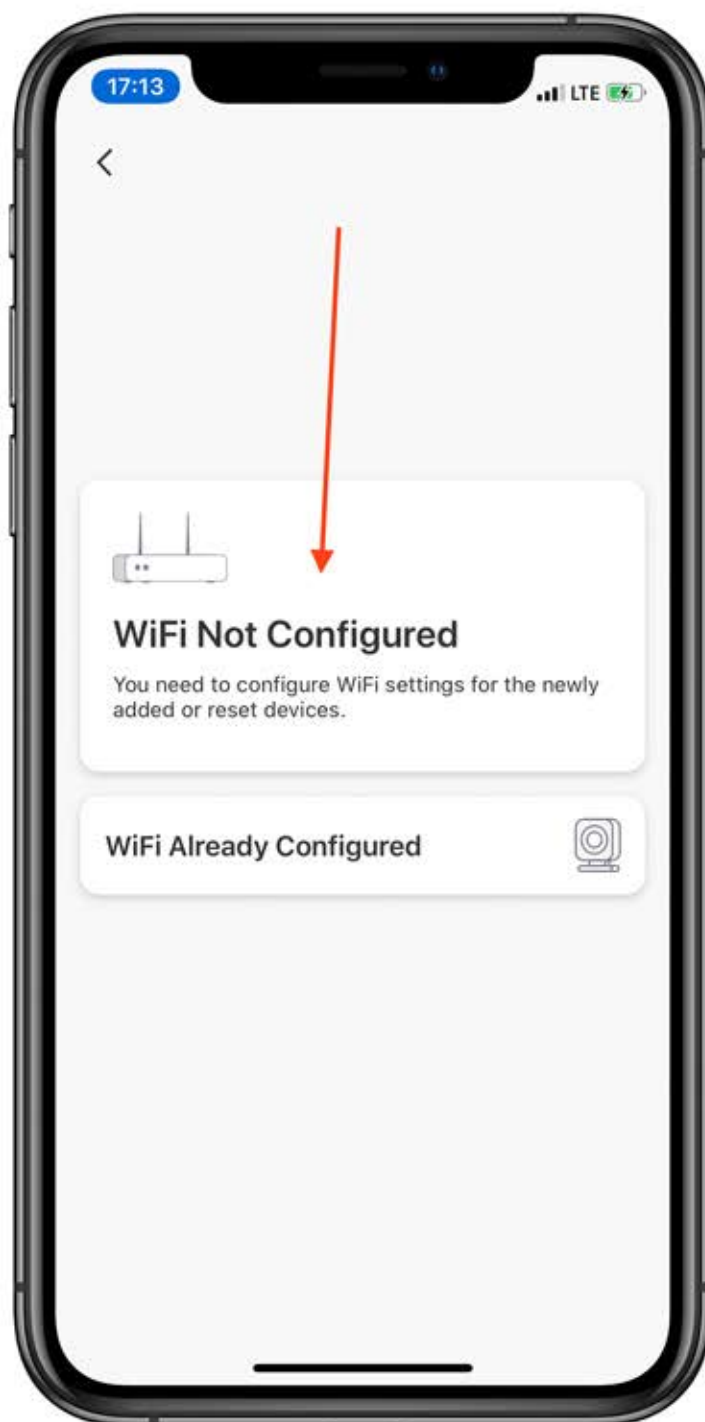 17:13
LTE
WiFi Not Configured
You need to configure WiFi settings for the newly
added or reset devices.
WiFi Already Configured